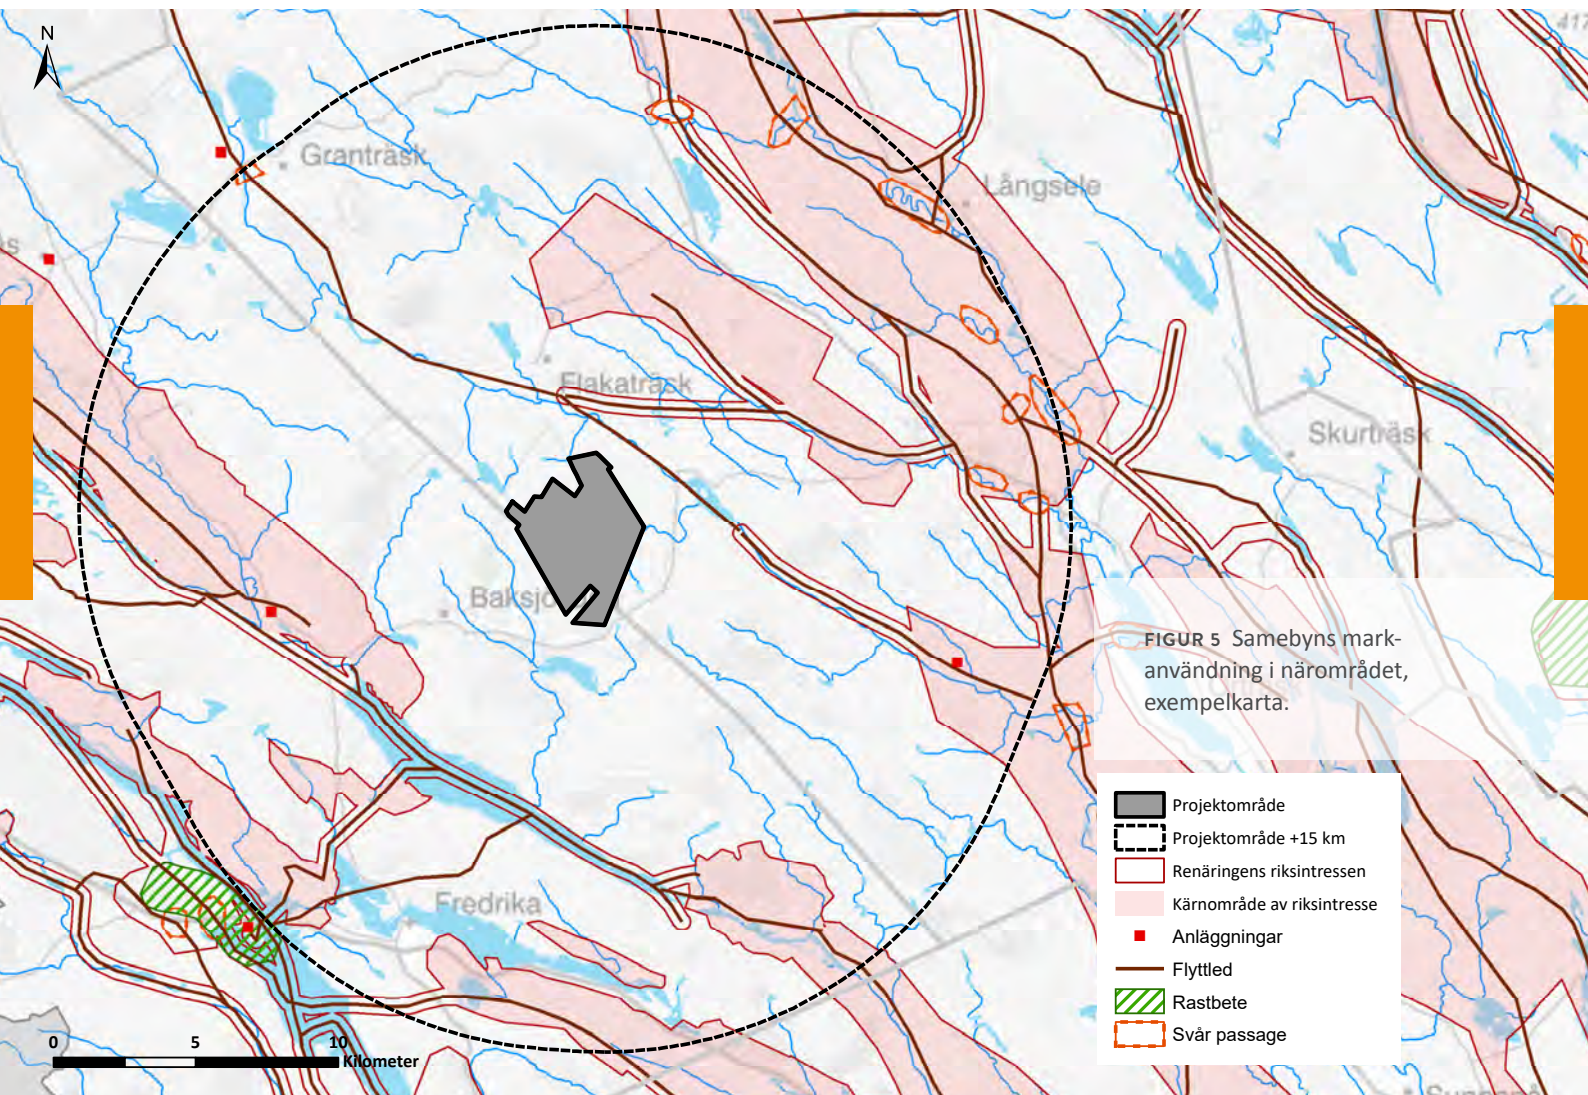 N
Granträsk
Långsele
Flakaträsk
Skurträsk
Baksjö
Fredrika
FIGUR 5 Samebyns mark-
användning i närområdet,
exempelkarta.
Projektområde
Projektområde +15 km
Renäringens riksintressen
Kärnområde av riksintresse
Anläggningar
Flyttled
Rastbete
Svår passage
0 5 10
Kilometer